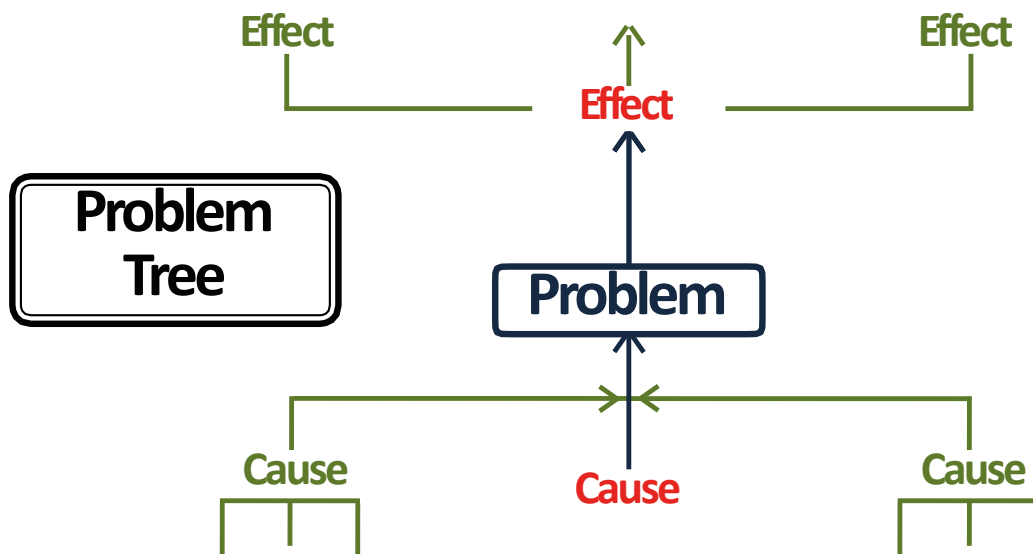 Effect
Effect
Effect
Problem
Tree
Problem
Cause
Cause
Cause